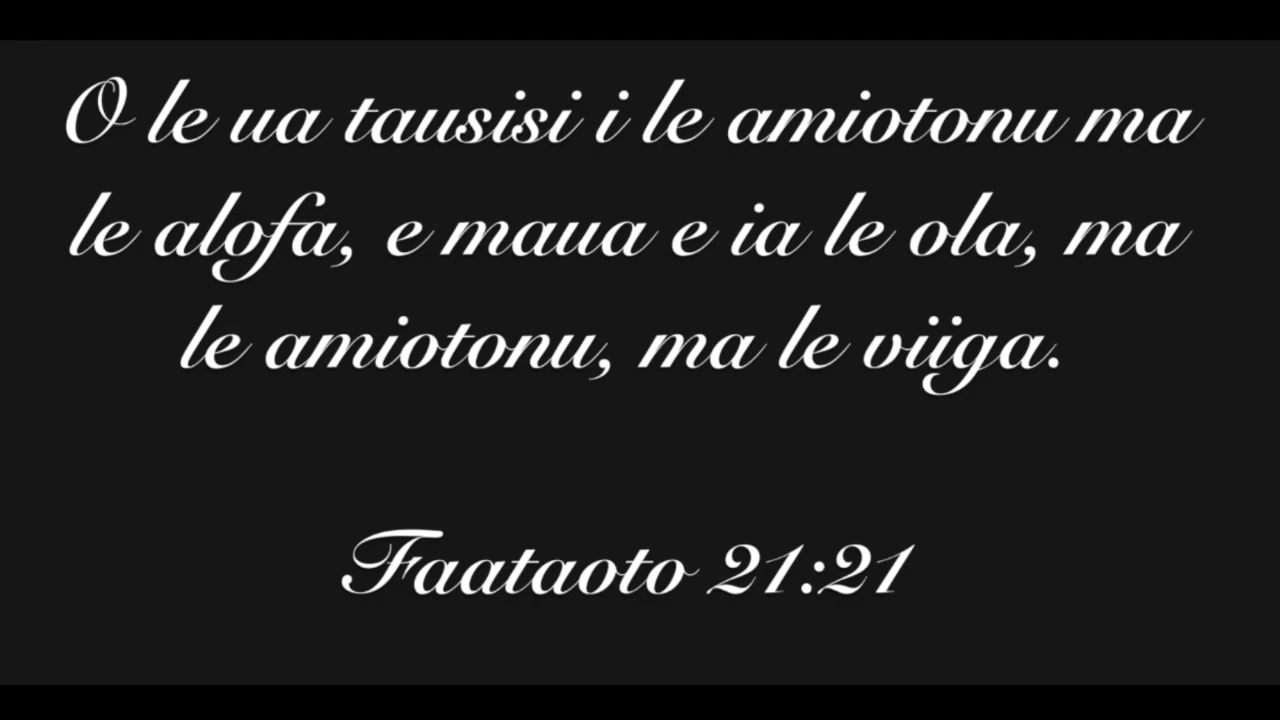 O le ua tausisi i le amiotonu ma
le alofa, e maua e ia le ola, ma
le amiotonu, ma le viiga.
Faataoto 21:21